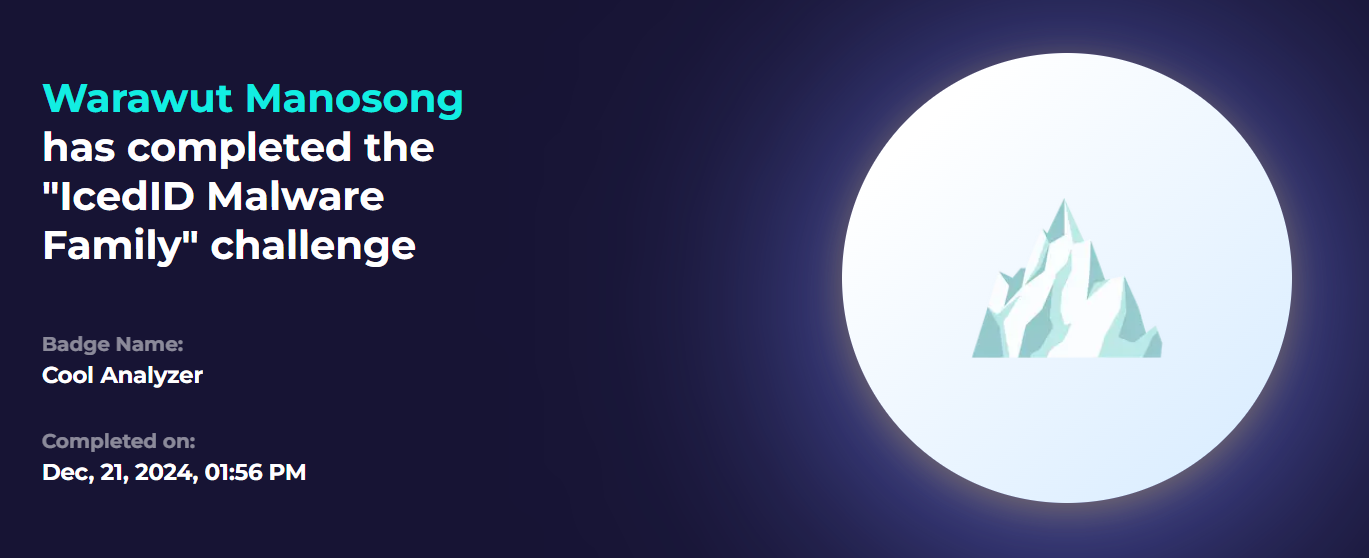 Warawut Manosong
has completed the
"IcedID Malware
Family" challenge
Badge Name:
Cool Analyzer
Completed on:
Dec, 21, 2024, 01:56 PM